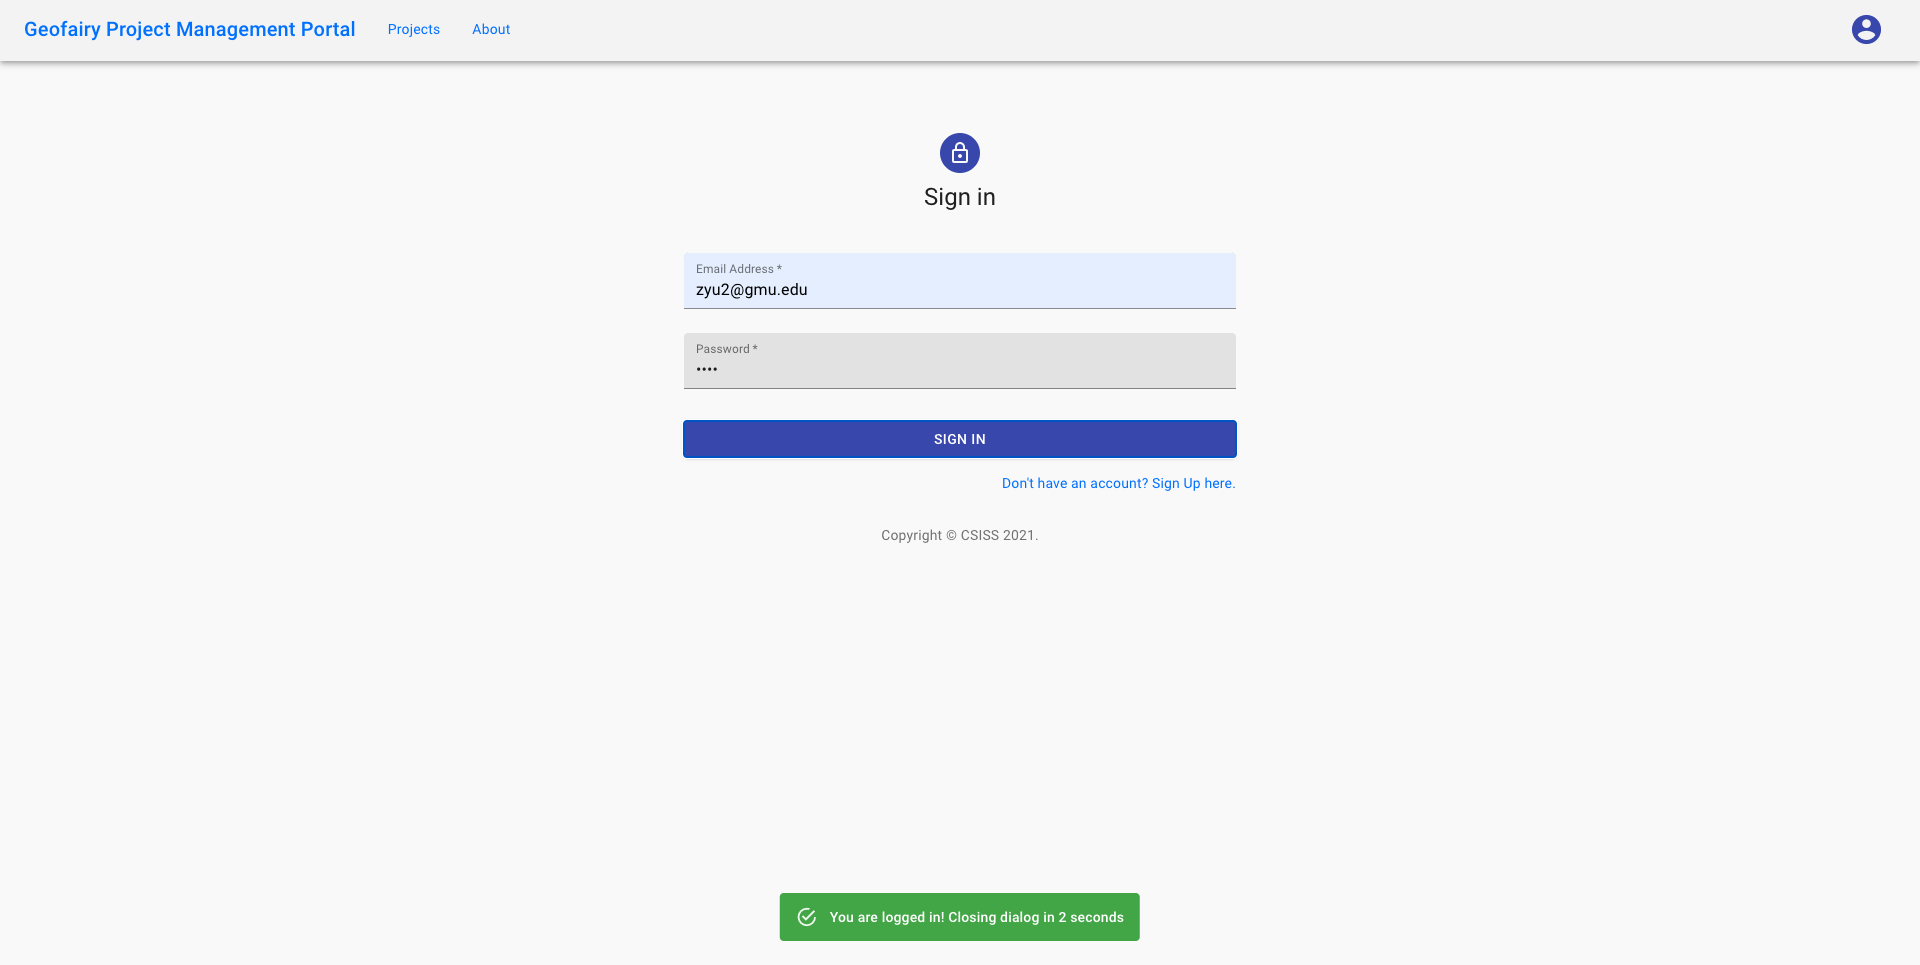 Geofairy Project Management Portal Projects About
Sign in
Email Address *
zyu2@gmu.edu
Password *
••••
SIGN IN
Don't have an account? Sign Up here.
Copyright © CSISS 2021.
You are logged in! Closing dialog in 2 seconds